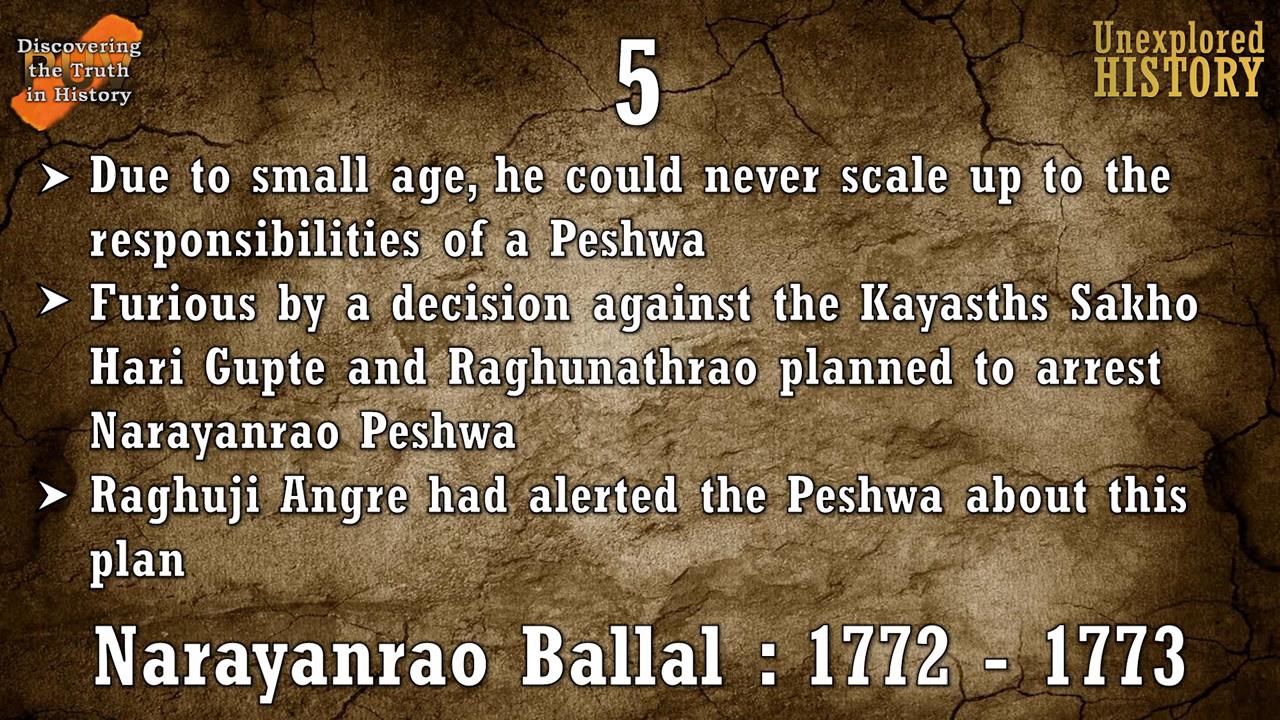 Discovering
the Truth
in History
5
Unexplored
HISTORY
➤ Due to small age, he could never scale up to the
responsibilities of a Peshwa
➤ Furious by a decision against the Kayasths Sakho
Hari Gupte and Raghunathrao planned to arrest
Narayanrao Peshwa
➤ Raghuji Angre had alerted the Peshwa about this
plan
Narayanrao Ballal : 1772 - 1773